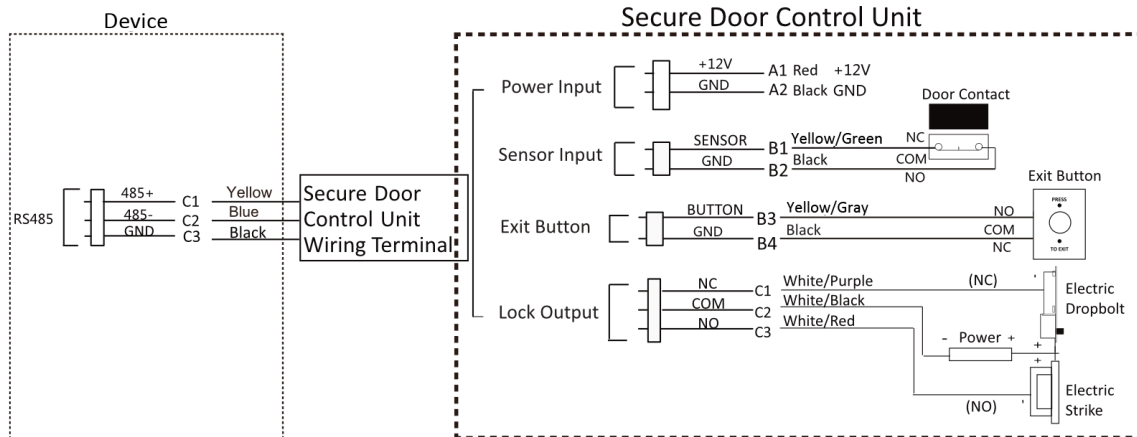 Device
Secure Door Control Unit
RS485
485+ C1 Yellow
485- C2 Blue
GND C3 Black
Secure Door
Control Unit
Wiring Terminal
Power Input
+12V A1 Red +12V
GND A2 Black GND
Door Contact
Sensor Input
SENSOR B1 Yellow/Green NC
GND B2 Black COM
NO
Exit Button
Exit Button
BUTTON B3 Yellow/Gray NO
GND B4 Black COM
NC
PRESS
TO EXIT
Lock Output
NC C1 White/Purple (NC) -
COM C2 White/Black
NO C3 White/Red
Electric
Dropbolt
- Power + +
+
(NO) -
Electric
Strike